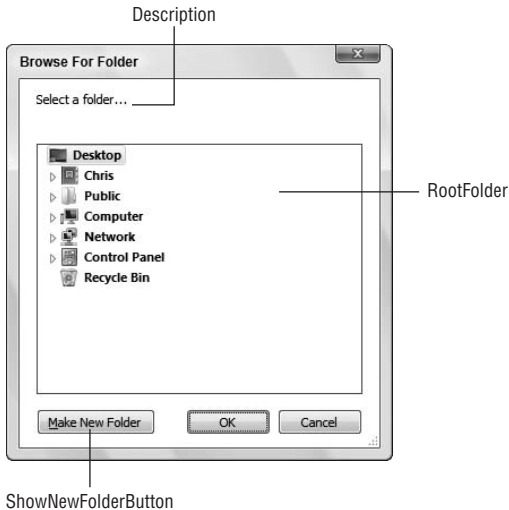 Description
Browse For Folder
Select a folder...
Desktop
Chris
Public
Computer
Network
Control Panel
Recycle Bin
RootFolder
Make New Folder
OK
Cancel
ShowNewFolderButton